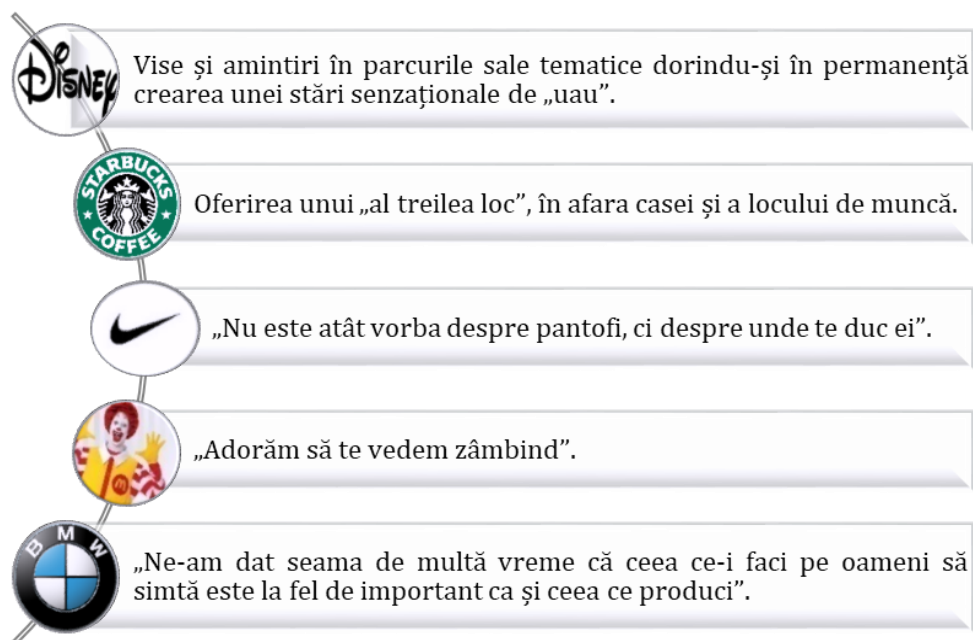 DISNEY
Vise și amintiri în parcurile sale tematice dorindu-și în permanență
crearea unei stări senzaționale de „uau”.
STARBUCKS
COFFEE
Oferirea unui „al treilea loc”, în afara casei și a locului de muncă.
„Nu este atât vorba despre pantofi, ci despre unde te duc ei”.
„Adorăm să te vedem zâmbind”.
BMW
„Ne-am dat seama de multă vreme că ceea ce-i faci pe oameni să
simtă este la fel de important ca și ceea ce produci”.